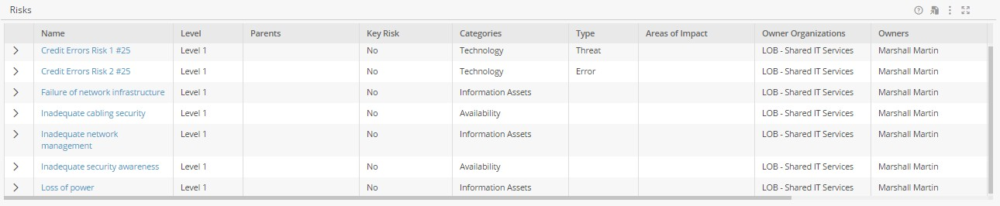 Risks
Name Level Parents Key Risk Categories Type Areas of Impact Owner Organizations Owners
Credit Errors Risk 1 #25 Level 1 No Technology Threat LOB - Shared IT Services Marshall Martin
Credit Errors Risk 2 #25 Level 1 No Technology Error LOB - Shared IT Services Marshall Martin
Failure of network infrastructure Level 1 No Information Assets LOB - Shared IT Services Marshall Martin
Inadequate cabling security Level 1 No Availability LOB - Shared IT Services Marshall Martin
Inadequate network Level 1 No Information Assets LOB - Shared IT Services Marshall Martin
management
Inadequate security awareness Level 1 No Availability LOB - Shared IT Services Marshall Martin
Loss of power Level 1 No Information Assets LOB - Shared IT Services Marshall Martin